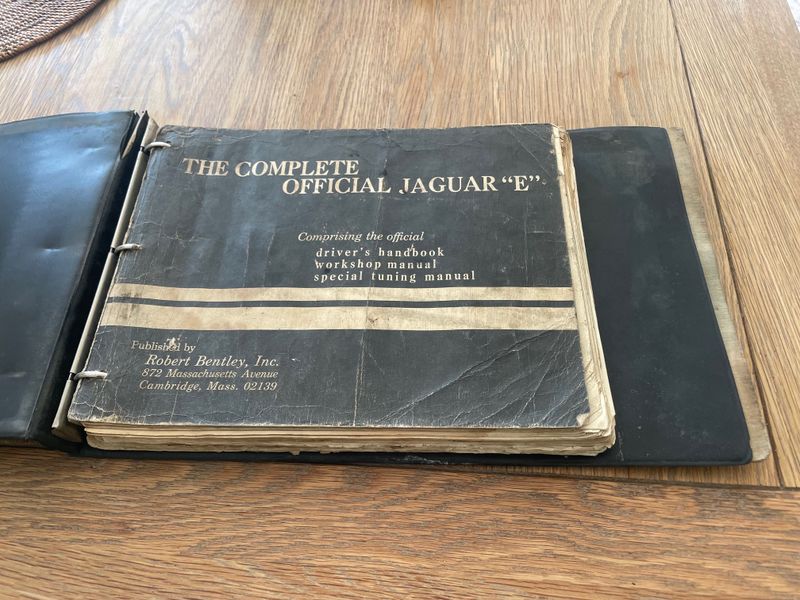 THE COMPLETE
OFFICIAL JAGUAR "E"
Comprising the official
driver's handbook
workshop manual
special tuning manual
Published by
Robert Bentley, Inc.
872 Massachusetts Avenue
Cambridge, Mass. 02139